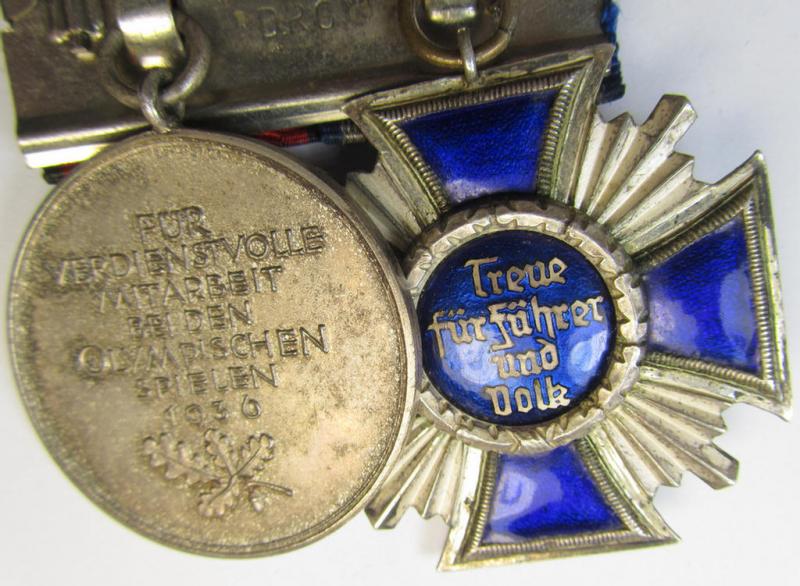 D.R.G.M.
FÜR
VERDIENSTVOLLE
MITARBEIT
BEI DEN
OLYMPISCHEN
SPIELEN
1936
Treue
für Führer
und
Volk